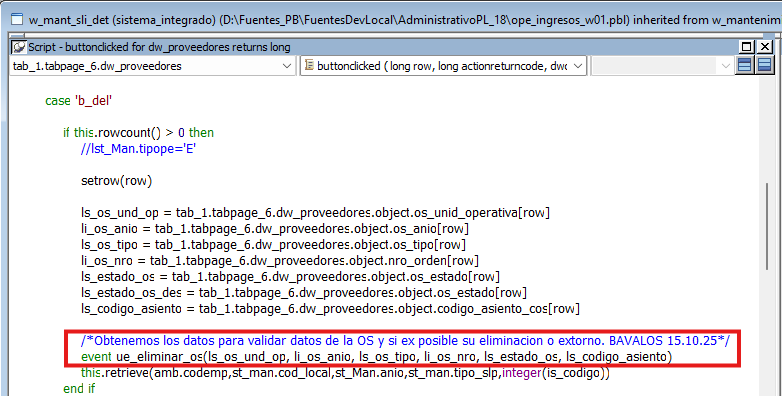 w_mant_sli_det (sistema_integrado) (D:\Fuentes_PB\FuentesDevLocal\AdministrativoPL_18\ope_ingresos_w01.pbl) inherited from w_mantenim
Script - buttonclicked for dw_proveedores returns long
tab_1.tabpage_6.dw_proveedores
buttonclicked ( long row, long actionreturncode, dwo
case 'b_del'
if this.rowcount() > 0 then
//lst_Man.tipope='E'
setrow(row)
ls_os_und_op = tab_1.tabpage_6.dw_proveedores.object.os_unid_operativa[row]
li_os_anio = tab_1.tabpage_6.dw_proveedores.object.os_anio[row]
ls_os_tipo = tab_1.tabpage_6.dw_proveedores.object.os_tipo[row]
li_os_nro = tab_1.tabpage_6.dw_proveedores.object.nro_orden[row]
ls_estado_os = tab_1.tabpage_6.dw_proveedores.object.os_estado[row]
ls_estado_os_des = tab_1.tabpage_6.dw_proveedores.object.os_estado[row]
ls_codigo_asiento = tab_1.tabpage_6.dw_proveedores.object.codigo_asiento_cos[row]
/*Obtenemos los datos para validar datos de la OS y si ex posible su eliminacion o extorno. BAVALOS 15.10.25*/
event ue_eliminar_os(ls_os_und_op, li_os_anio, ls_os_tipo, li_os_nro, ls_estado_os, ls_codigo_asiento)
this.retrieve(amb.codemp,st_man.cod_local,st_Man.anio,st_man.tipo_slp,integer(is_codigo))
end if